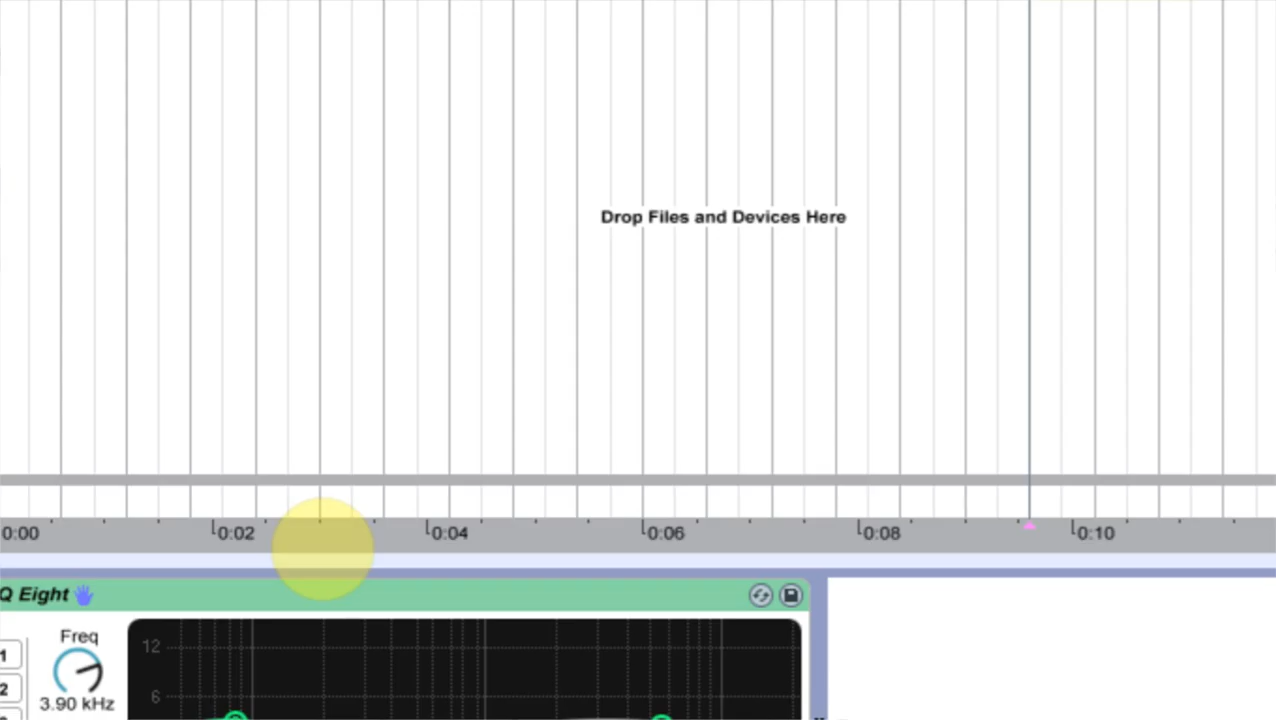 Drop Files and Devices Here
0:00 0:02 0:04 0:06 0:08 0:10
Q Eight
Freq
1
12
2
3.90 kHz
6